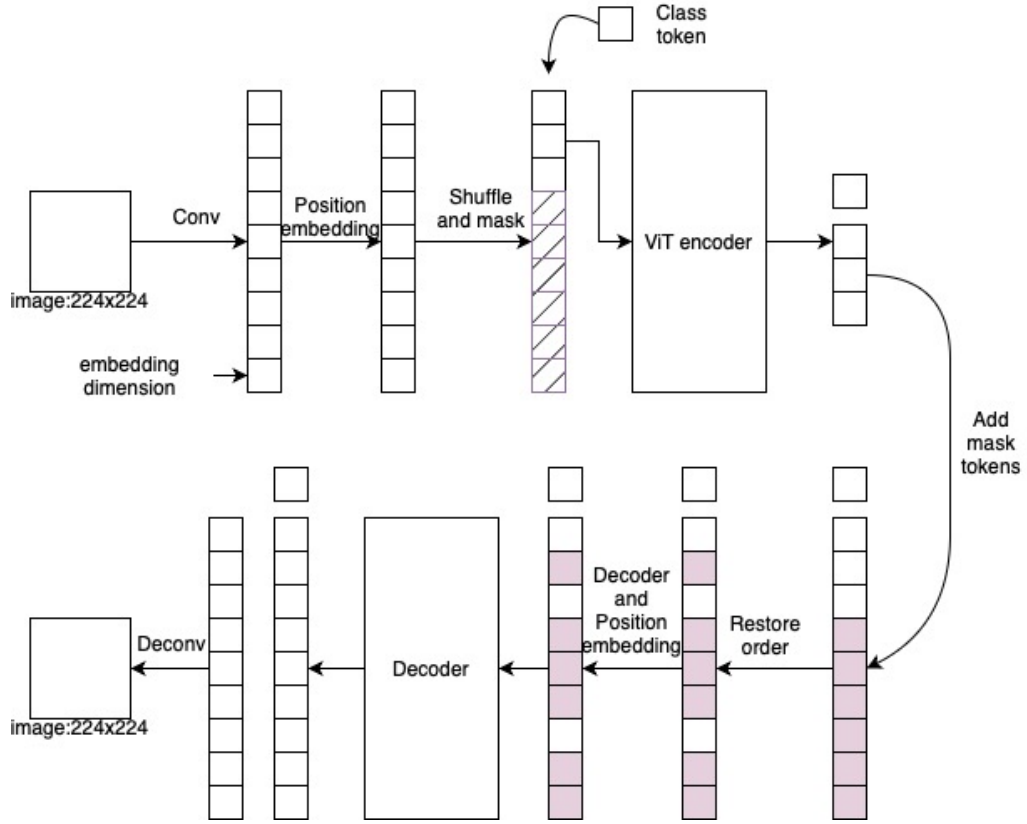 Class
token
Conv
Position
embedding
Shuffle
and mask
ViT encoder
image:224x224
embedding
dimension
Add
mask
tokens
Decoder
and
Position
embedding
Restore
order
Deconv
Decoder
image:224x224